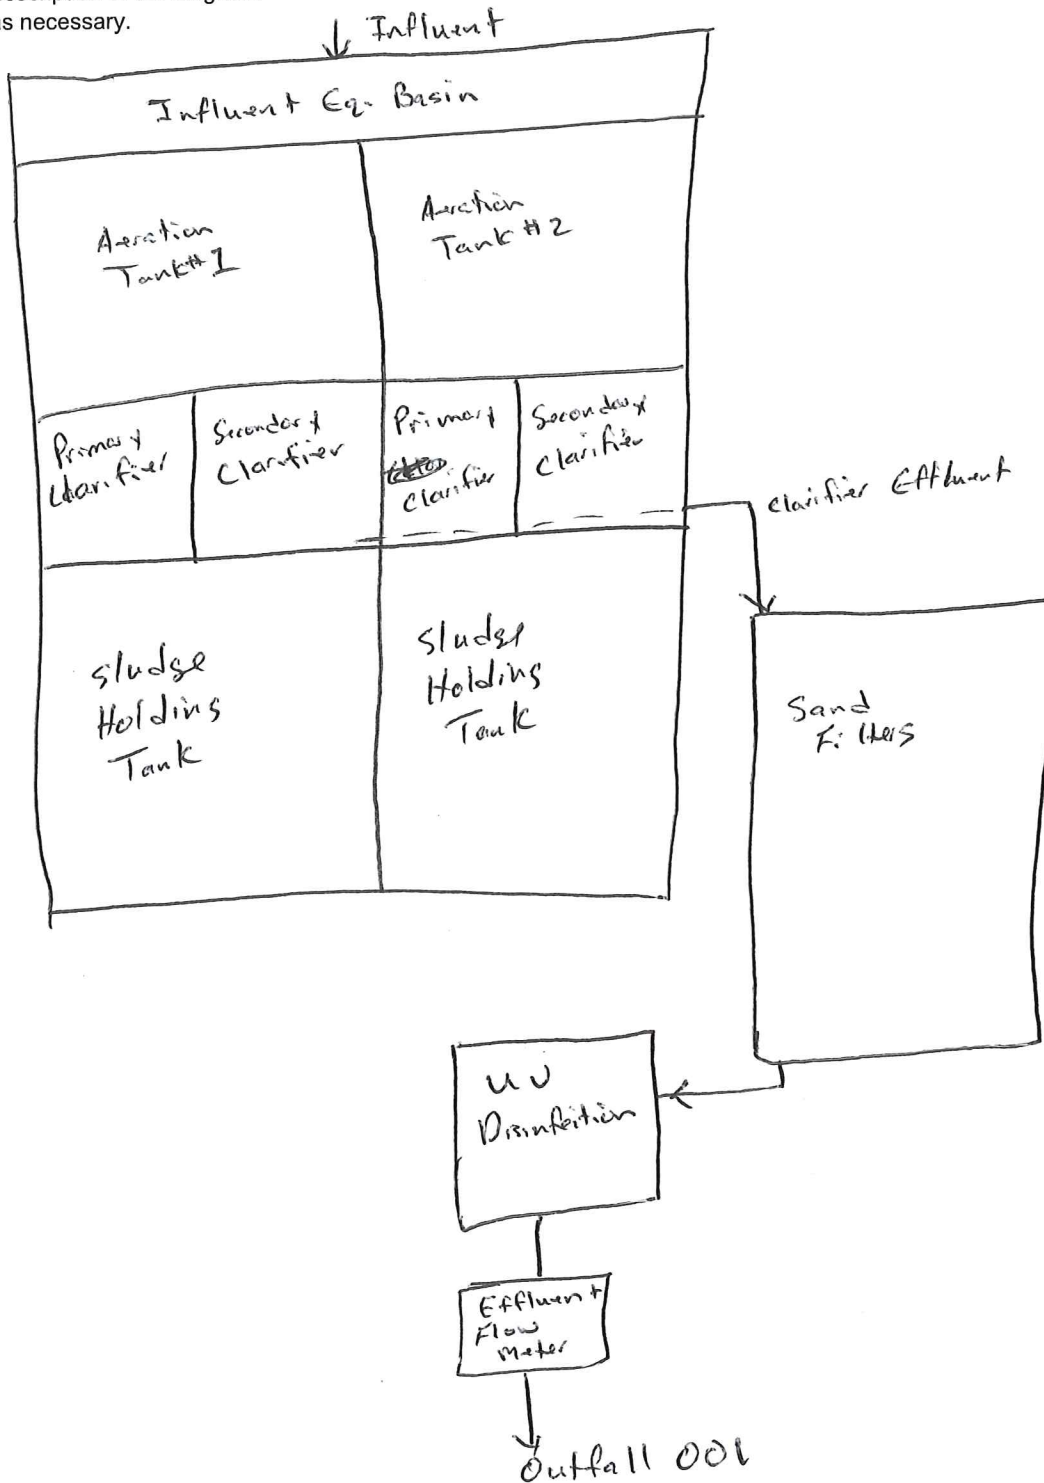 as necessary.
Influent
Influent Eq. Basin
Aeration
Tank #1
Aeration
Tank #2
Primary
Clarifier
Secondary
Clarifier
Primary
Clarifier
Secondary
Clarifier
Clarifier Effluent
Sludge
Holding
Tank
Sludge
Holding
Tank
Sand
Filters
UV
Disinfection
Effluent
Flow
Meter
Outfall 001